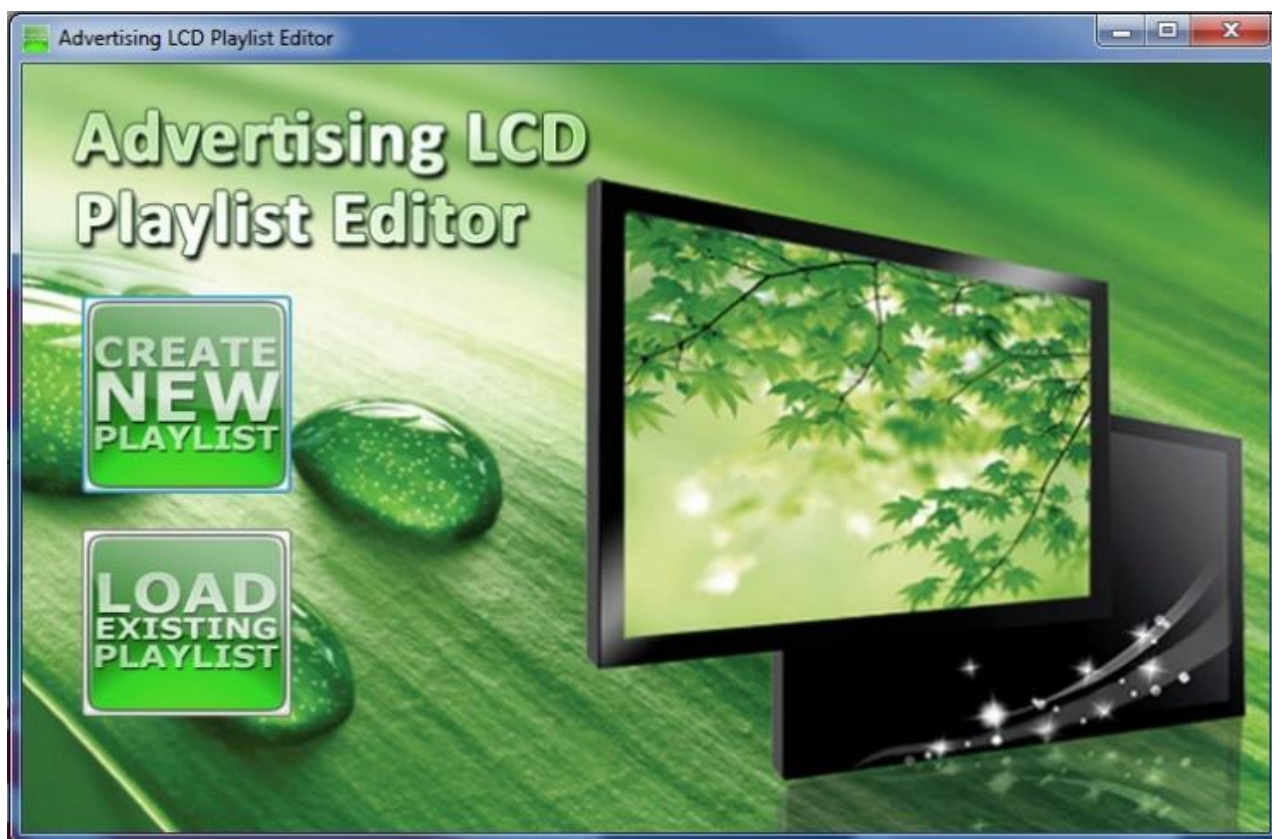 Advertising LCD Playlist Editor
Advertising LCD
Playlist Editor
CREATE
NEW
PLAYLIST
LOAD
EXISTING
PLAYLIST